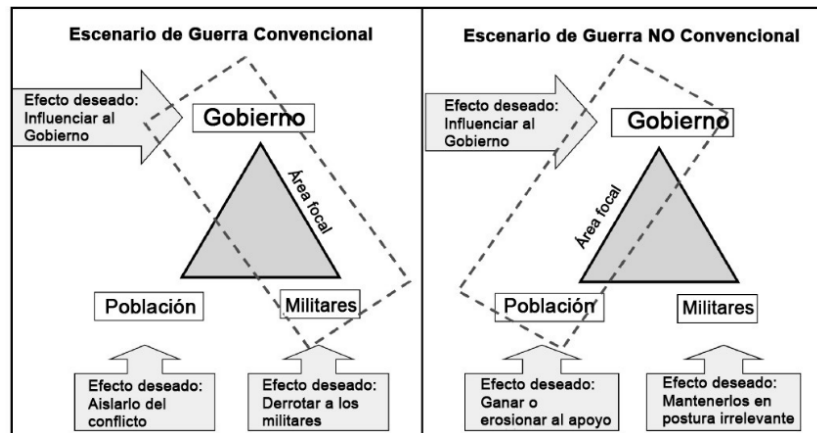 Escenario de Guerra Convencional
Efecto deseado:
Influenciar al
Gobierno
Gobierno
Área focal
Población
Militares
Efecto deseado:
Aislarlo del
conflicto
Efecto deseado:
Derrotar a los
militares
Escenario de Guerra NO Convencional
Efecto deseado:
Influenciar al
Gobierno
Gobierno
Área focal
Población
Militares
Efecto deseado:
Ganar o
erosionar al apoyo
Efecto deseado:
Mantenerlos en
postura irrelevante